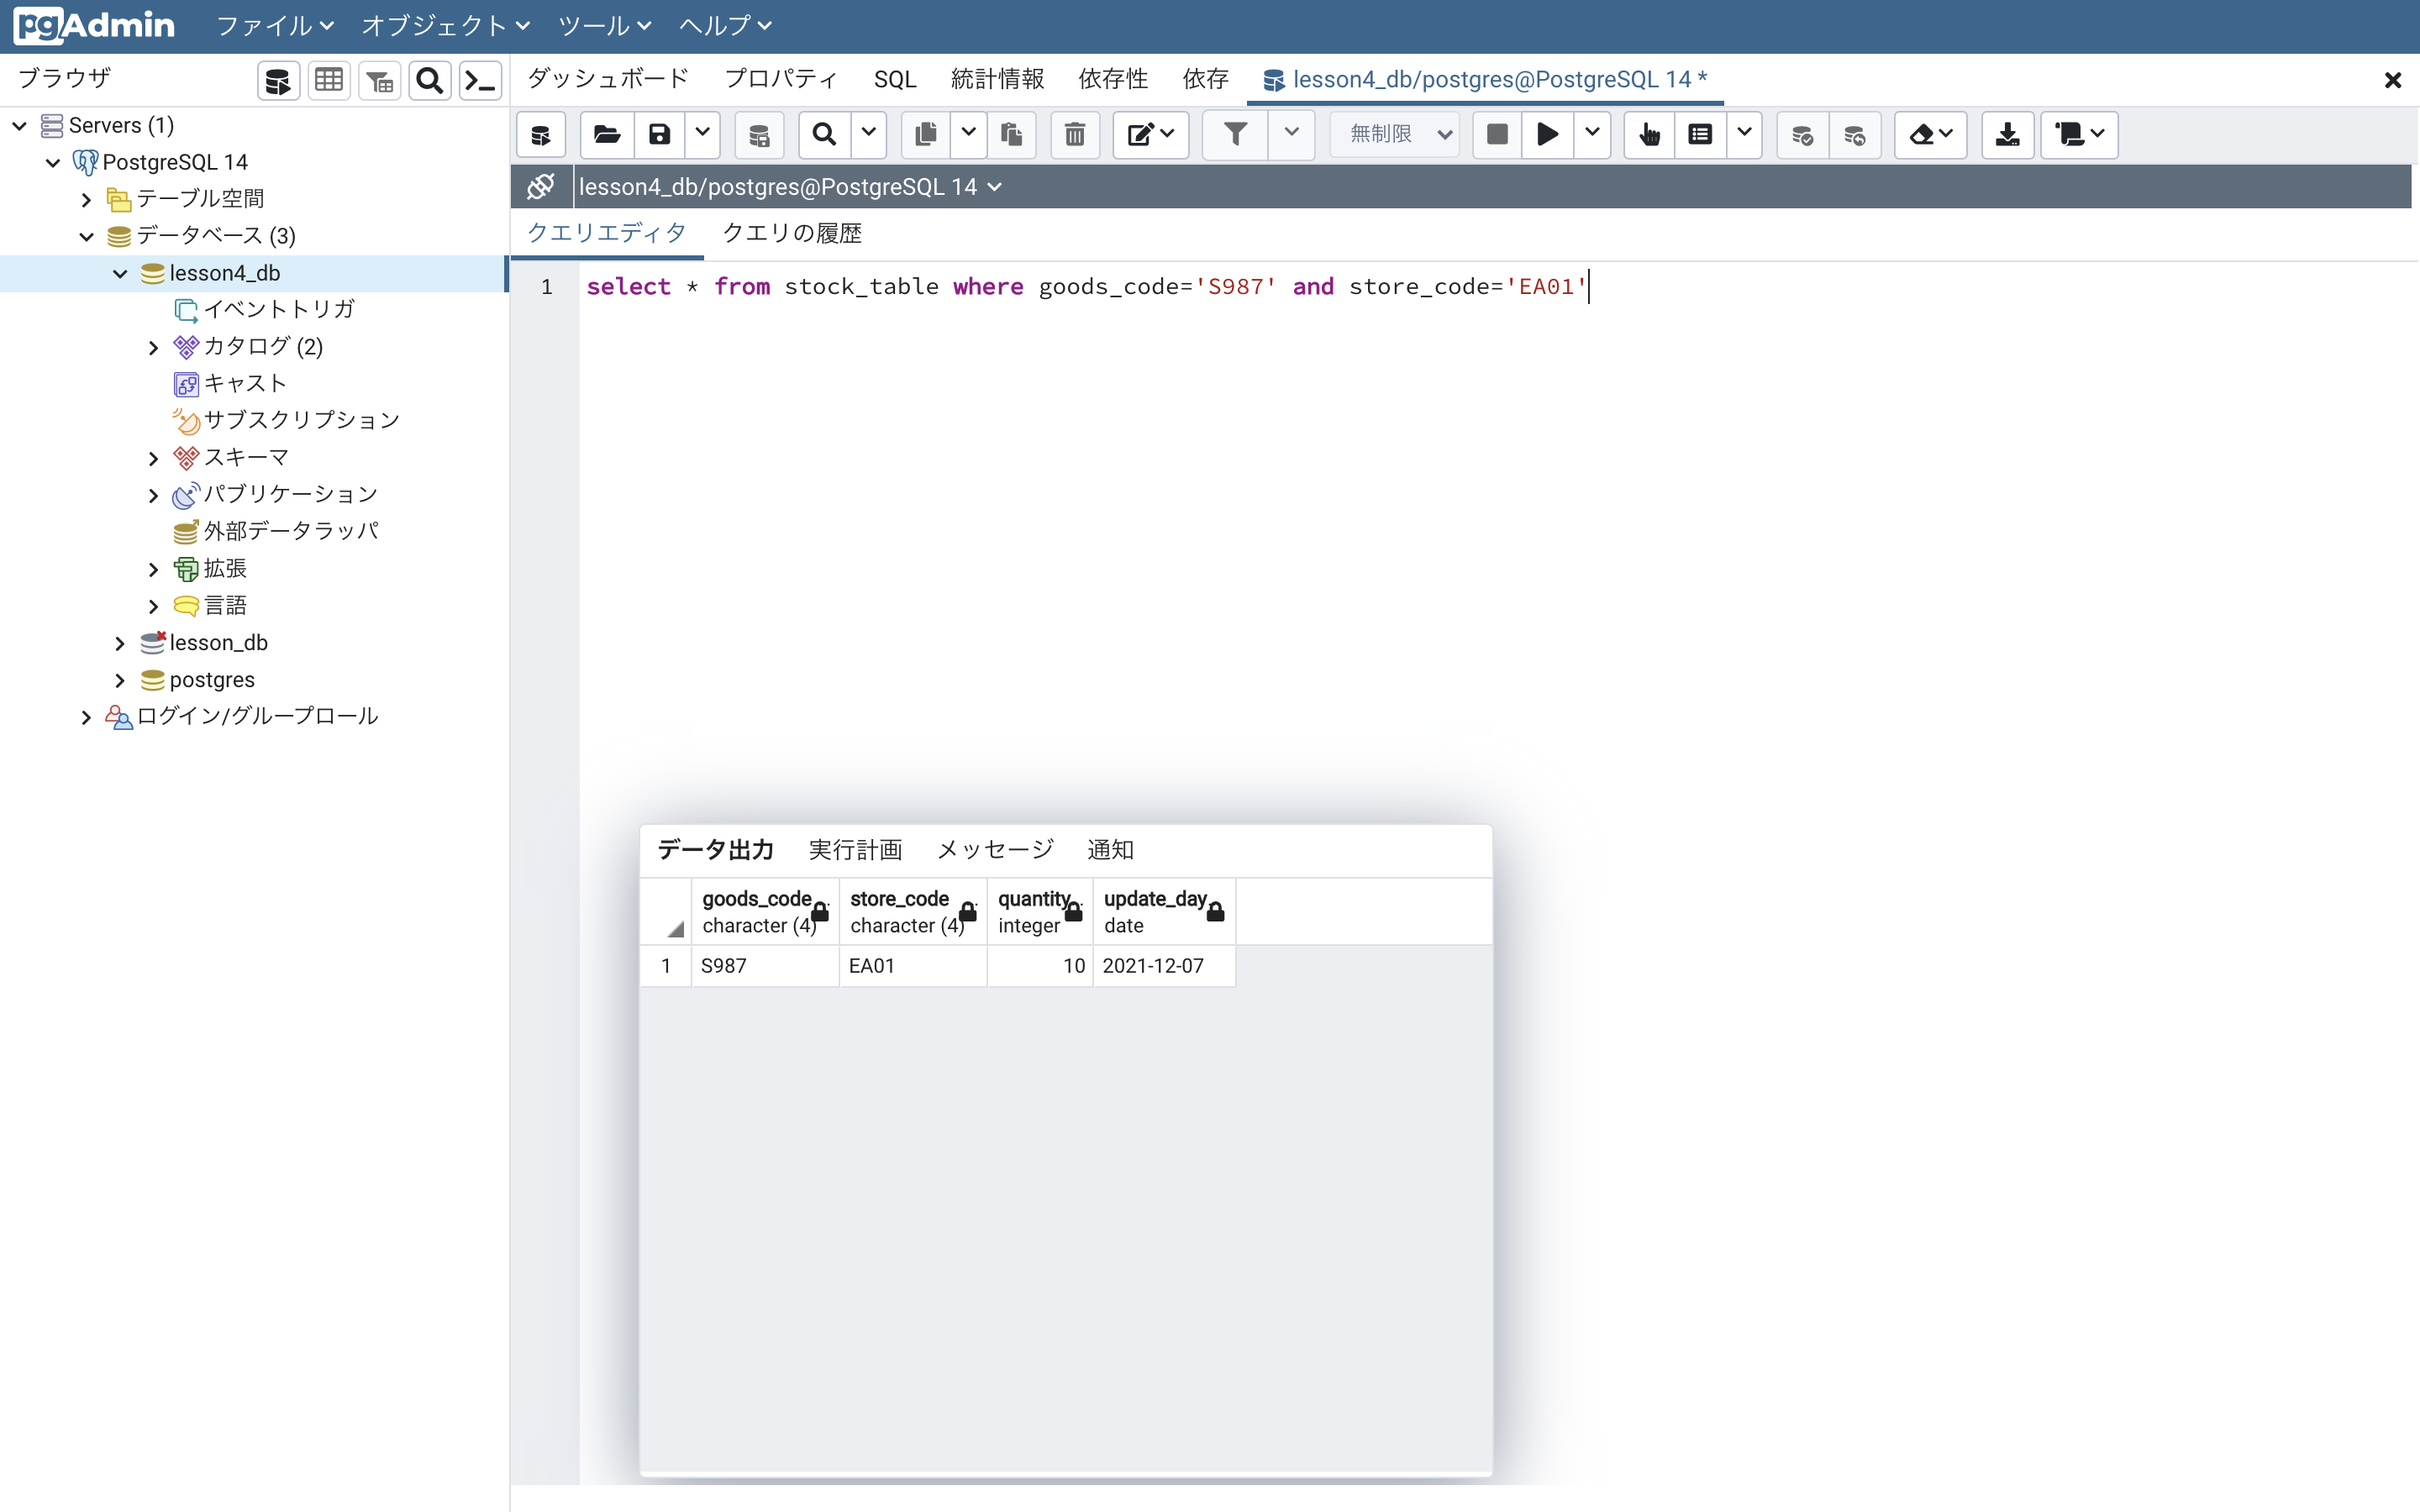 pgAdmin ファイル オブジェクト ツール ヘルプ
ブラウザ
Servers (1)
PostgreSQL 14
テーブル空間
データベース (3)
lesson4_db
イベントトリガ
カタログ (2)
キャスト
サブスクリプション
スキーマ
パブリケーション
外部データラッパ
拡張
言語
lesson_db
postgres
ログイン/グループロール
ダッシュボード プロパティ SQL 統計情報 依存性 依存 lesson4_db/postgres@PostgreSQL 14 *
無制限
lesson4_db/postgres@PostgreSQL 14
クエリエディタ クエリの履歴
1 select * from stock_table where goods_code='S987' and store_code='EA01'
データ出力 実行計画 メッセージ 通知
goods_code store_code quantity update_day
character (4) character (4) integer date
1 S987 EA01 10 2021-12-07